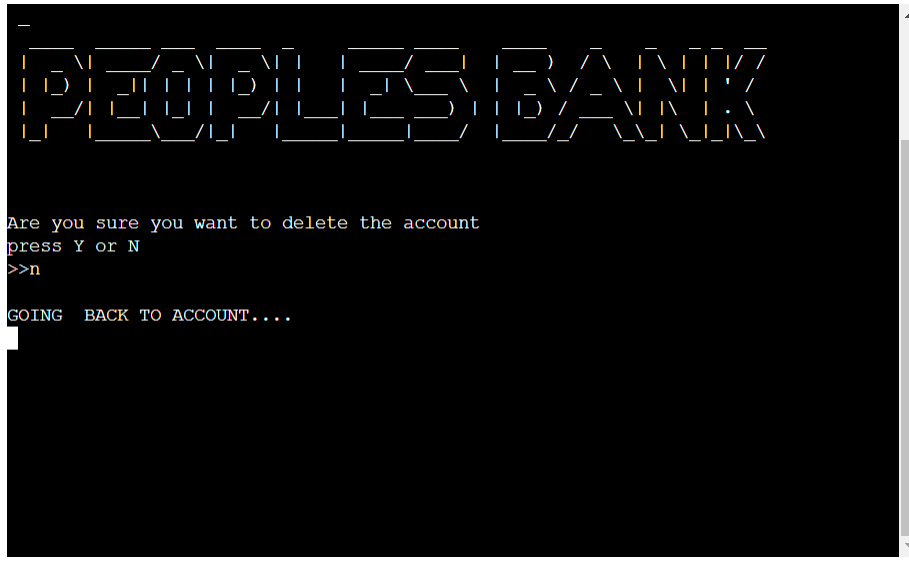 PEOPLES BANK
Are you sure you want to delete the account
press Y or N
>>n
GOING  BACK TO ACCOUNT....